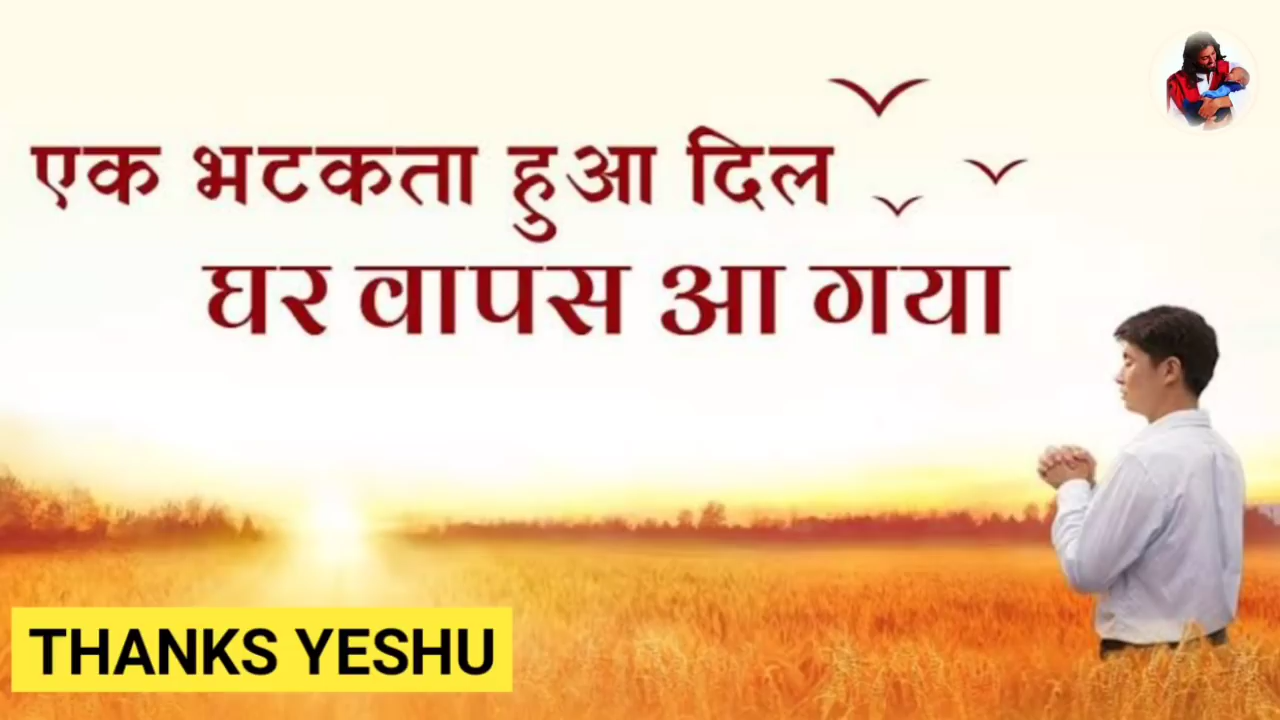 एक भटकता हुआ दिल
घर वापस आ गया
THANKS YESHU